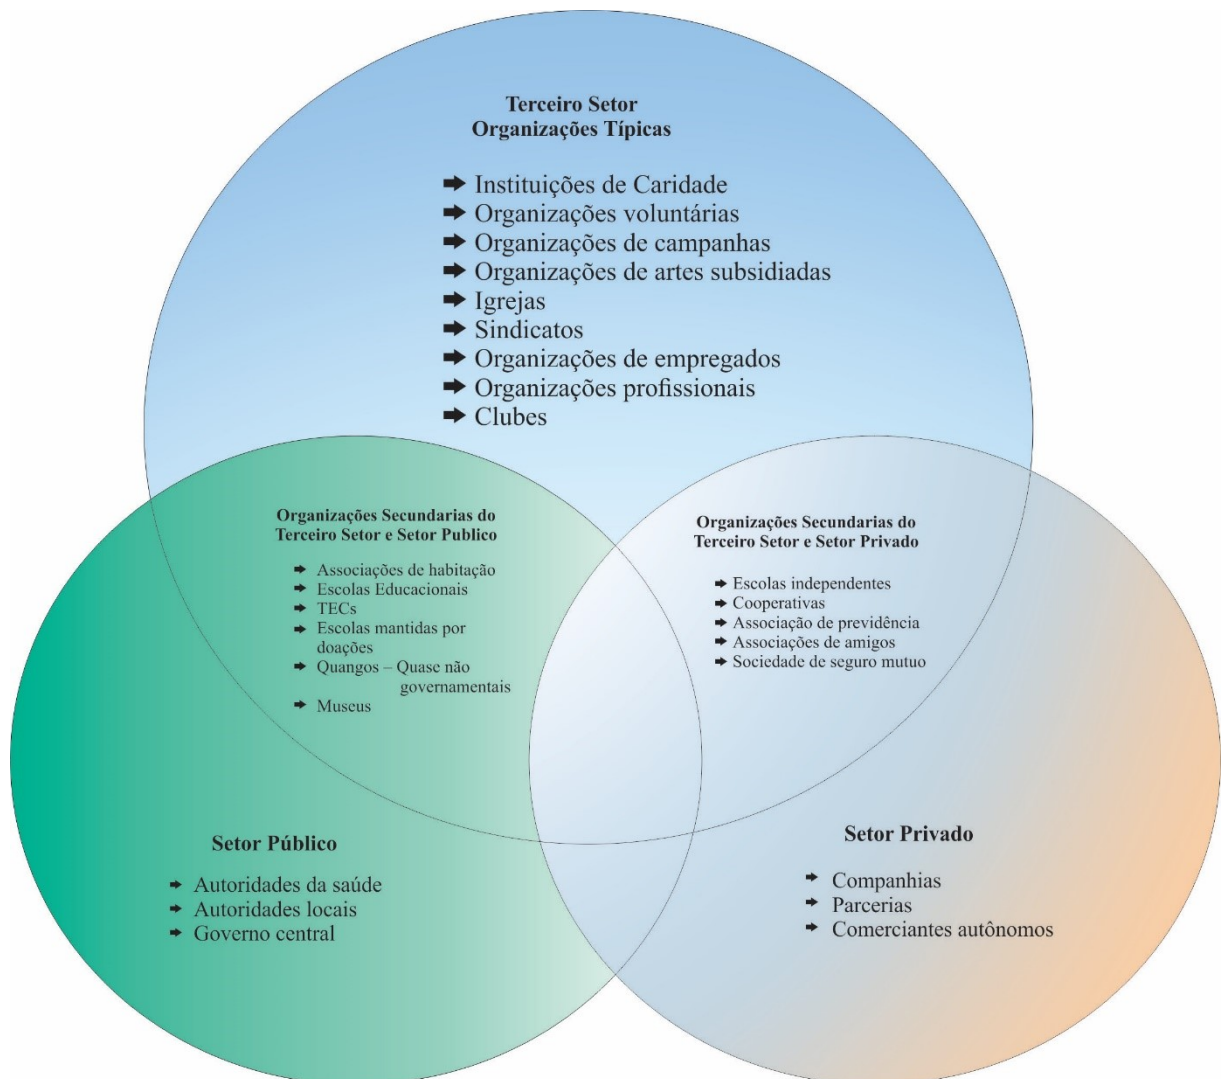 Terceiro Setor
Organizações Típicas
Instituições de Caridade
Organizações voluntárias
Organizações de campanhas
Organizações de artes subsidiadas
Igrejas
Sindicatos
Organizações de empregados
Organizações profissionais
Clubes
Organizações Secundarias do
Terceiro Setor e Setor Publico
Associações de habitação
Escolas Educacionais
TECs
Escolas mantidas por
doações
Quangos – Quase não
governamentais
Museus
Organizações Secundarias do
Terceiro Setor e Setor Privado
Escolas independentes
Cooperativas
Associação de previdência
Associações de amigos
Sociedade de seguro mutuo
Setor Público
Autoridades da saúde
Autoridades locais
Governo central
Setor Privado
Companhias
Parcerias
Comerciantes autônomos